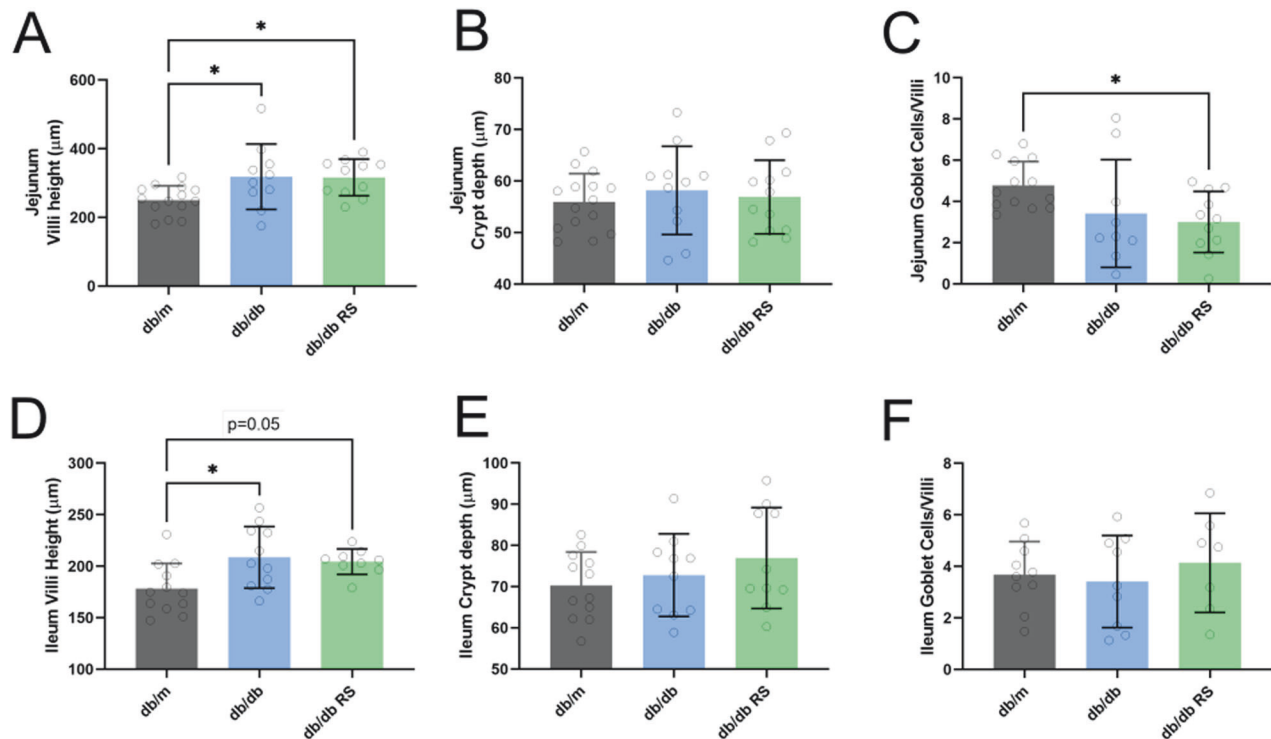 A
Jejunum
Villi height (μm)
600
400
200
0
*
*
db/m
db/db
db/db RS
B
Jejunum
Crypt depth (μm)
80
70
60
50
40
db/m
db/db
db/db RS
C
Jejunum Goblet Cells/Villi
10
8
6
4
2
0
*
db/m
db/db
db/db RS
D
Ileum Villi Height (μm)
300
250
200
150
100
p=0.05
*
db/m
db/db
db/db RS
E
Ileum Crypt depth (μm)
100
90
80
70
60
50
db/m
db/db
db/db RS
F
Ileum Goblet Cells/Villi
8
6
4
2
0
db/m
db/db
db/db RS